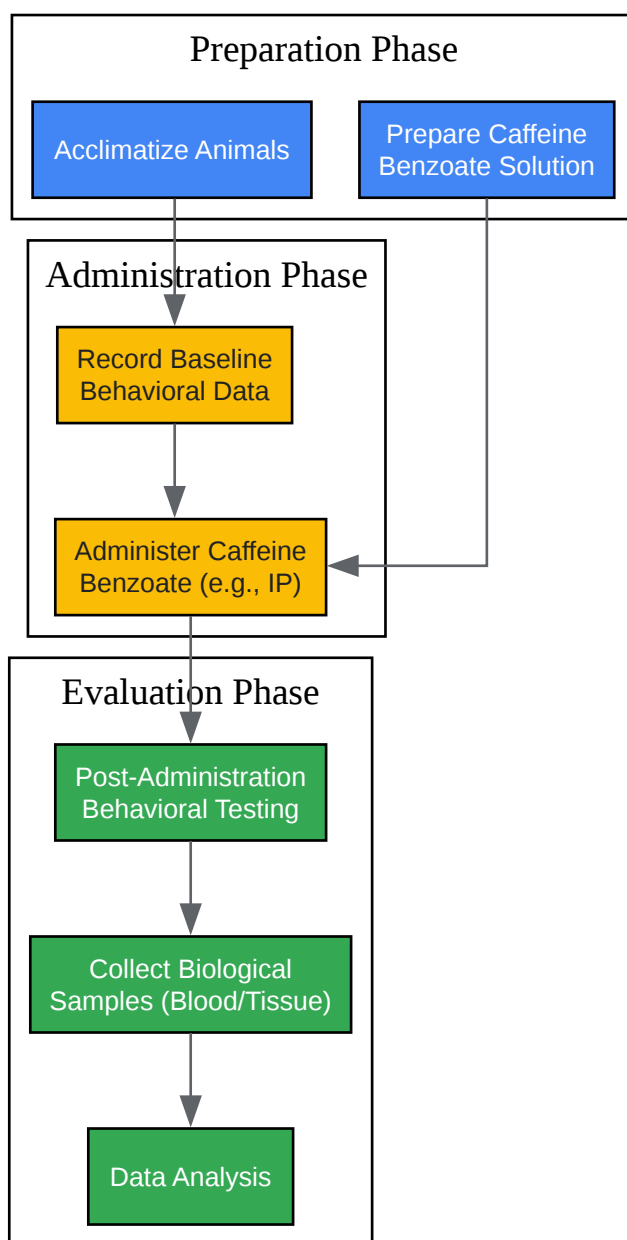 Preparation Phase
Acclimatize Animals
Prepare Caffeine
Benzoate Solution
Administration Phase
Record Baseline
Behavioral Data
Administer Caffeine
Benzoate (e.g., IP)
Evaluation Phase
Post-Administration
Behavioral Testing
Collect Biological
Samples (Blood/Tissue)
Data Analysis